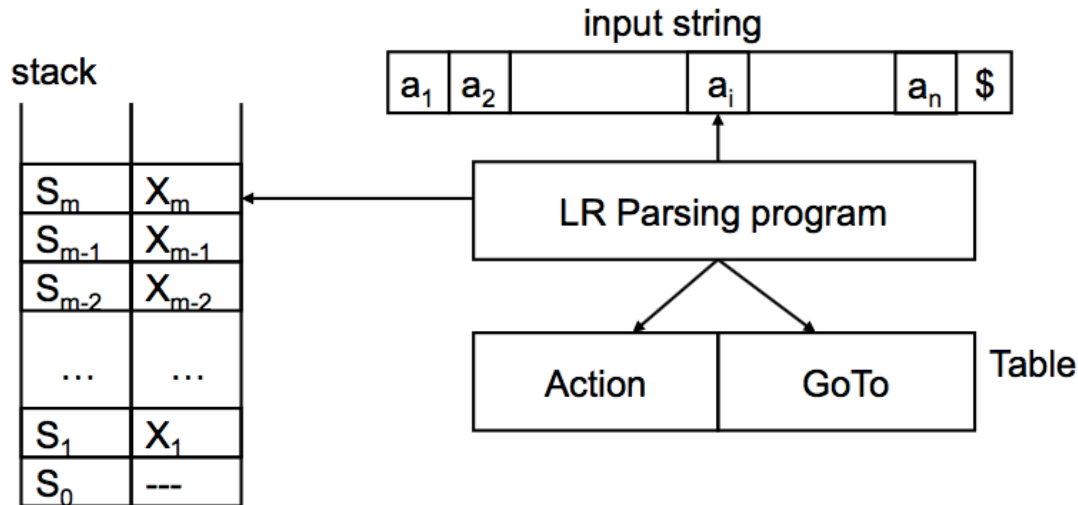 input string
stack
a₁ a₂ aᵢ aₙ $
Sₘ Xₘ
LR Parsing program
Sₘ₋₁ Xₘ₋₁
Sₘ₋₂ Xₘ₋₂
Action GoTo Table
... ...
S₁ X₁
S₀ ---